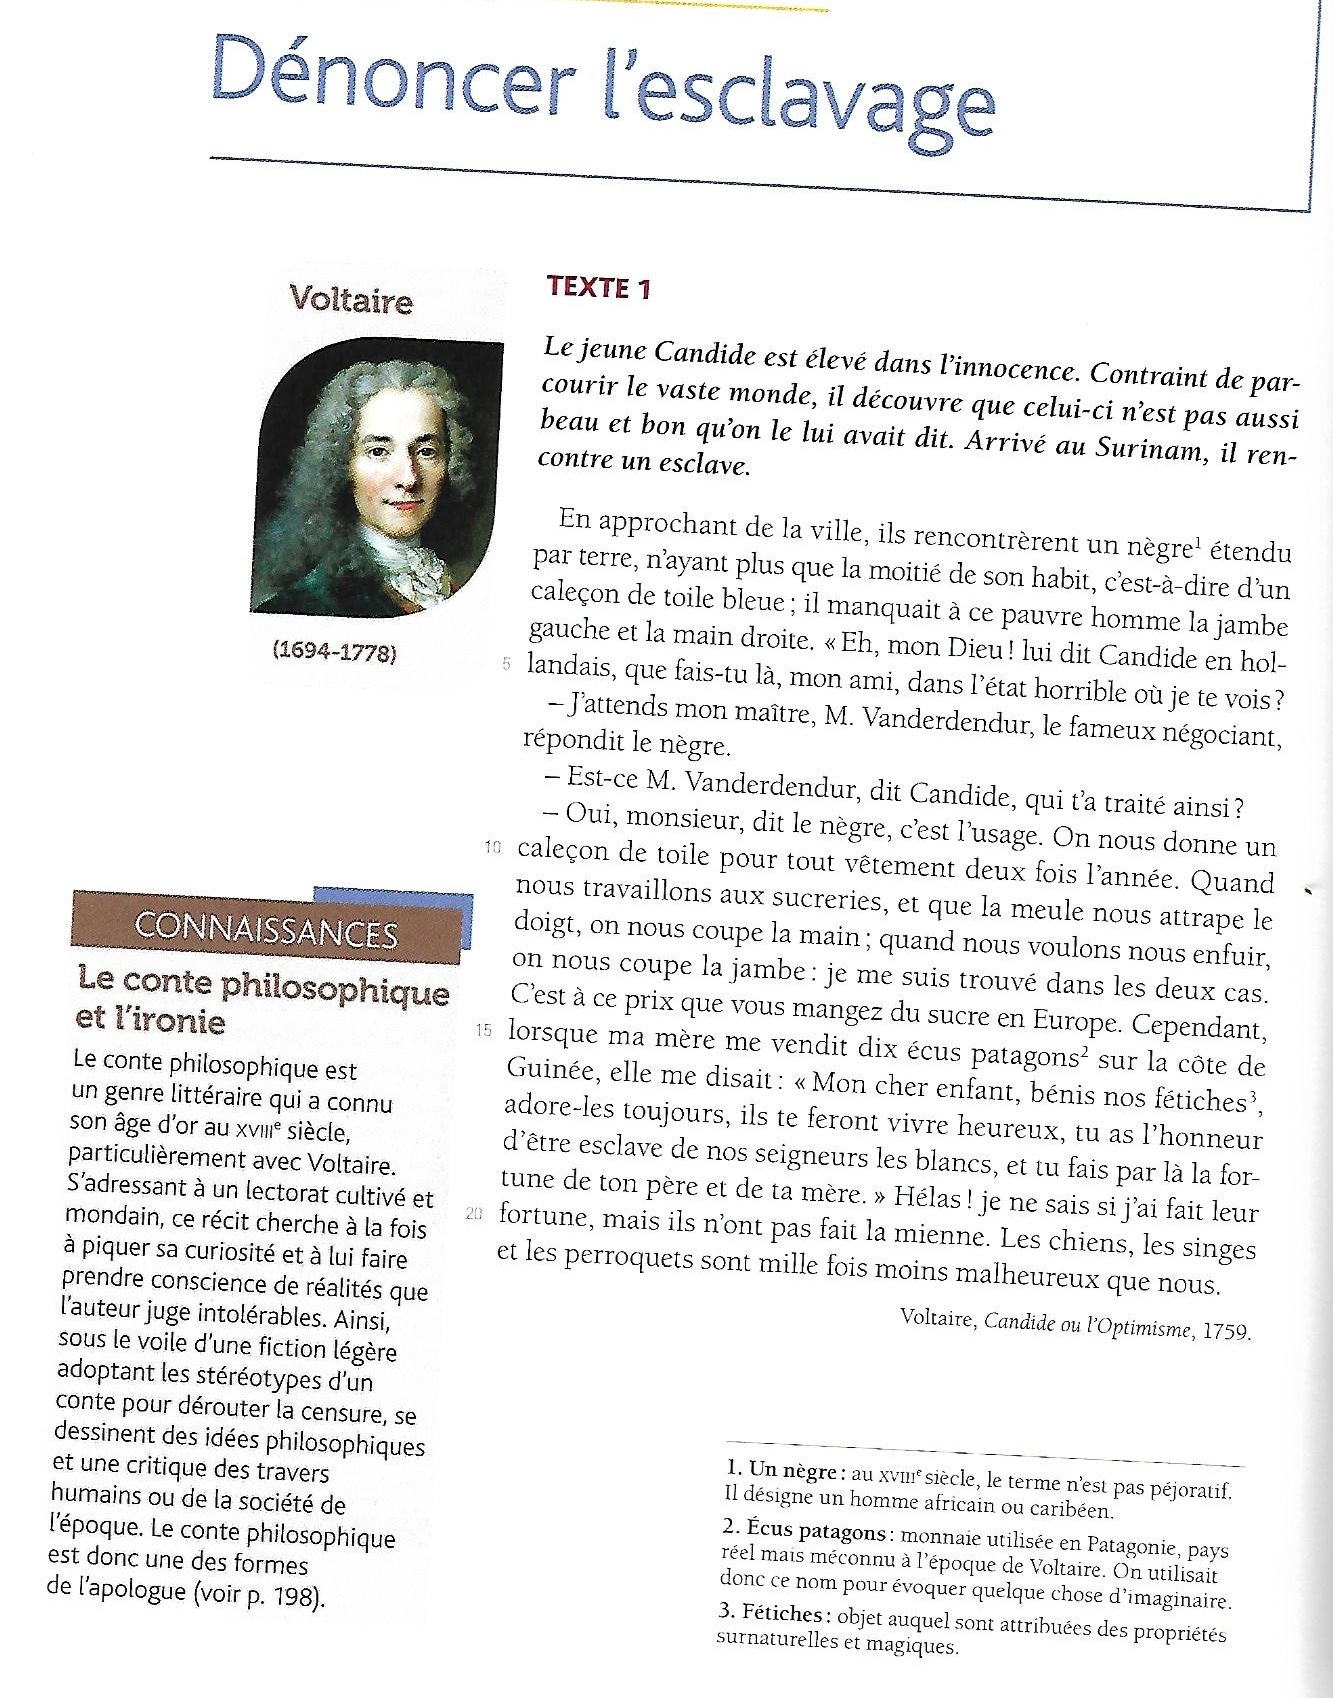 Dénoncer l'esclavage
Voltaire
(1694-1778)
TEXTE 1
Le jeune Candide est élevé dans l'innocence. Contraint de par-
courir le vaste monde, il découvre que celui-ci n'est pas aussi
beau et bon qu'on le lui avait dit. Arrivé au Surinam, il ren-
contre un esclave.
En approchant de la ville, ils rencontrèrent un nègre¹ étendu
par terre, n'ayant plus que la moitié de son habit, c'est-à-dire d'un
caleçon de toile bleue ; il manquait à ce pauvre homme la jambe
gauche et la main droite. « Eh, mon Dieu ! lui dit Candide en hol-
5 landais, que fais-tu là, mon ami, dans l'état horrible où je te vois ?
– J'attends mon maître, M. Vanderdendur, le fameux négociant,
répondit le nègre.
– Est-ce M. Vanderdendur, dit Candide, qui t'a traité ainsi ?
– Oui, monsieur, dit le nègre, c'est l'usage. On nous donne un
10 caleçon de toile pour tout vêtement deux fois l'année. Quand
nous travaillons aux sucreries, et que la meule nous attrape le
doigt, on nous coupe la main ; quand nous voulons nous enfuir,
on nous coupe la jambe : je me suis trouvé dans les deux cas.
C'est à ce prix que vous mangez du sucre en Europe. Cependant,
15 lorsque ma mère me vendit dix écus patagons² sur la côte de
Guinée, elle me disait : « Mon cher enfant, bénis nos fétiches³,
adore-les toujours, ils te feront vivre heureux, tu as l'honneur
d'être esclave de nos seigneurs les blancs, et tu fais par là la for-
tune de ton père et de ta mère. » Hélas ! je ne sais si j'ai fait leur
20 fortune, mais ils n'ont pas fait la mienne. Les chiens, les singes
et les perroquets sont mille fois moins malheureux que nous.
Voltaire, Candide ou l'Optimisme, 1759.
CONNAISSANCES
Le conte philosophique
et l'ironie
Le conte philosophique est
un genre littéraire qui a connu
son âge d'or au XVIIIe siècle,
particulièrement avec Voltaire.
S'adressant à un lectorat cultivé et
mondain, ce récit cherche à la fois
à piquer sa curiosité et à lui faire
prendre conscience de réalités que
l'auteur juge intolérables. Ainsi,
sous le voile d'une fiction légère
adoptant les stéréotypes d'un
conte pour dérouter la censure, se
dessinent des idées philosophiques
et une critique des travers
humains ou de la société de
l'époque. Le conte philosophique
est donc une des formes
de l'apologue (voir p. 198).
1. Un nègre : au XVIIIe siècle, le terme n'est pas péjoratif.
Il désigne un homme africain ou caribéen.
2. Écus patagons : monnaie utilisée en Patagonie, pays
réel mais méconnu à l'époque de Voltaire. On utilisait
donc ce nom pour évoquer quelque chose d'imaginaire.
3. Fétiches : objet auquel sont attribuées des propriétés
surnaturelles et magiques.